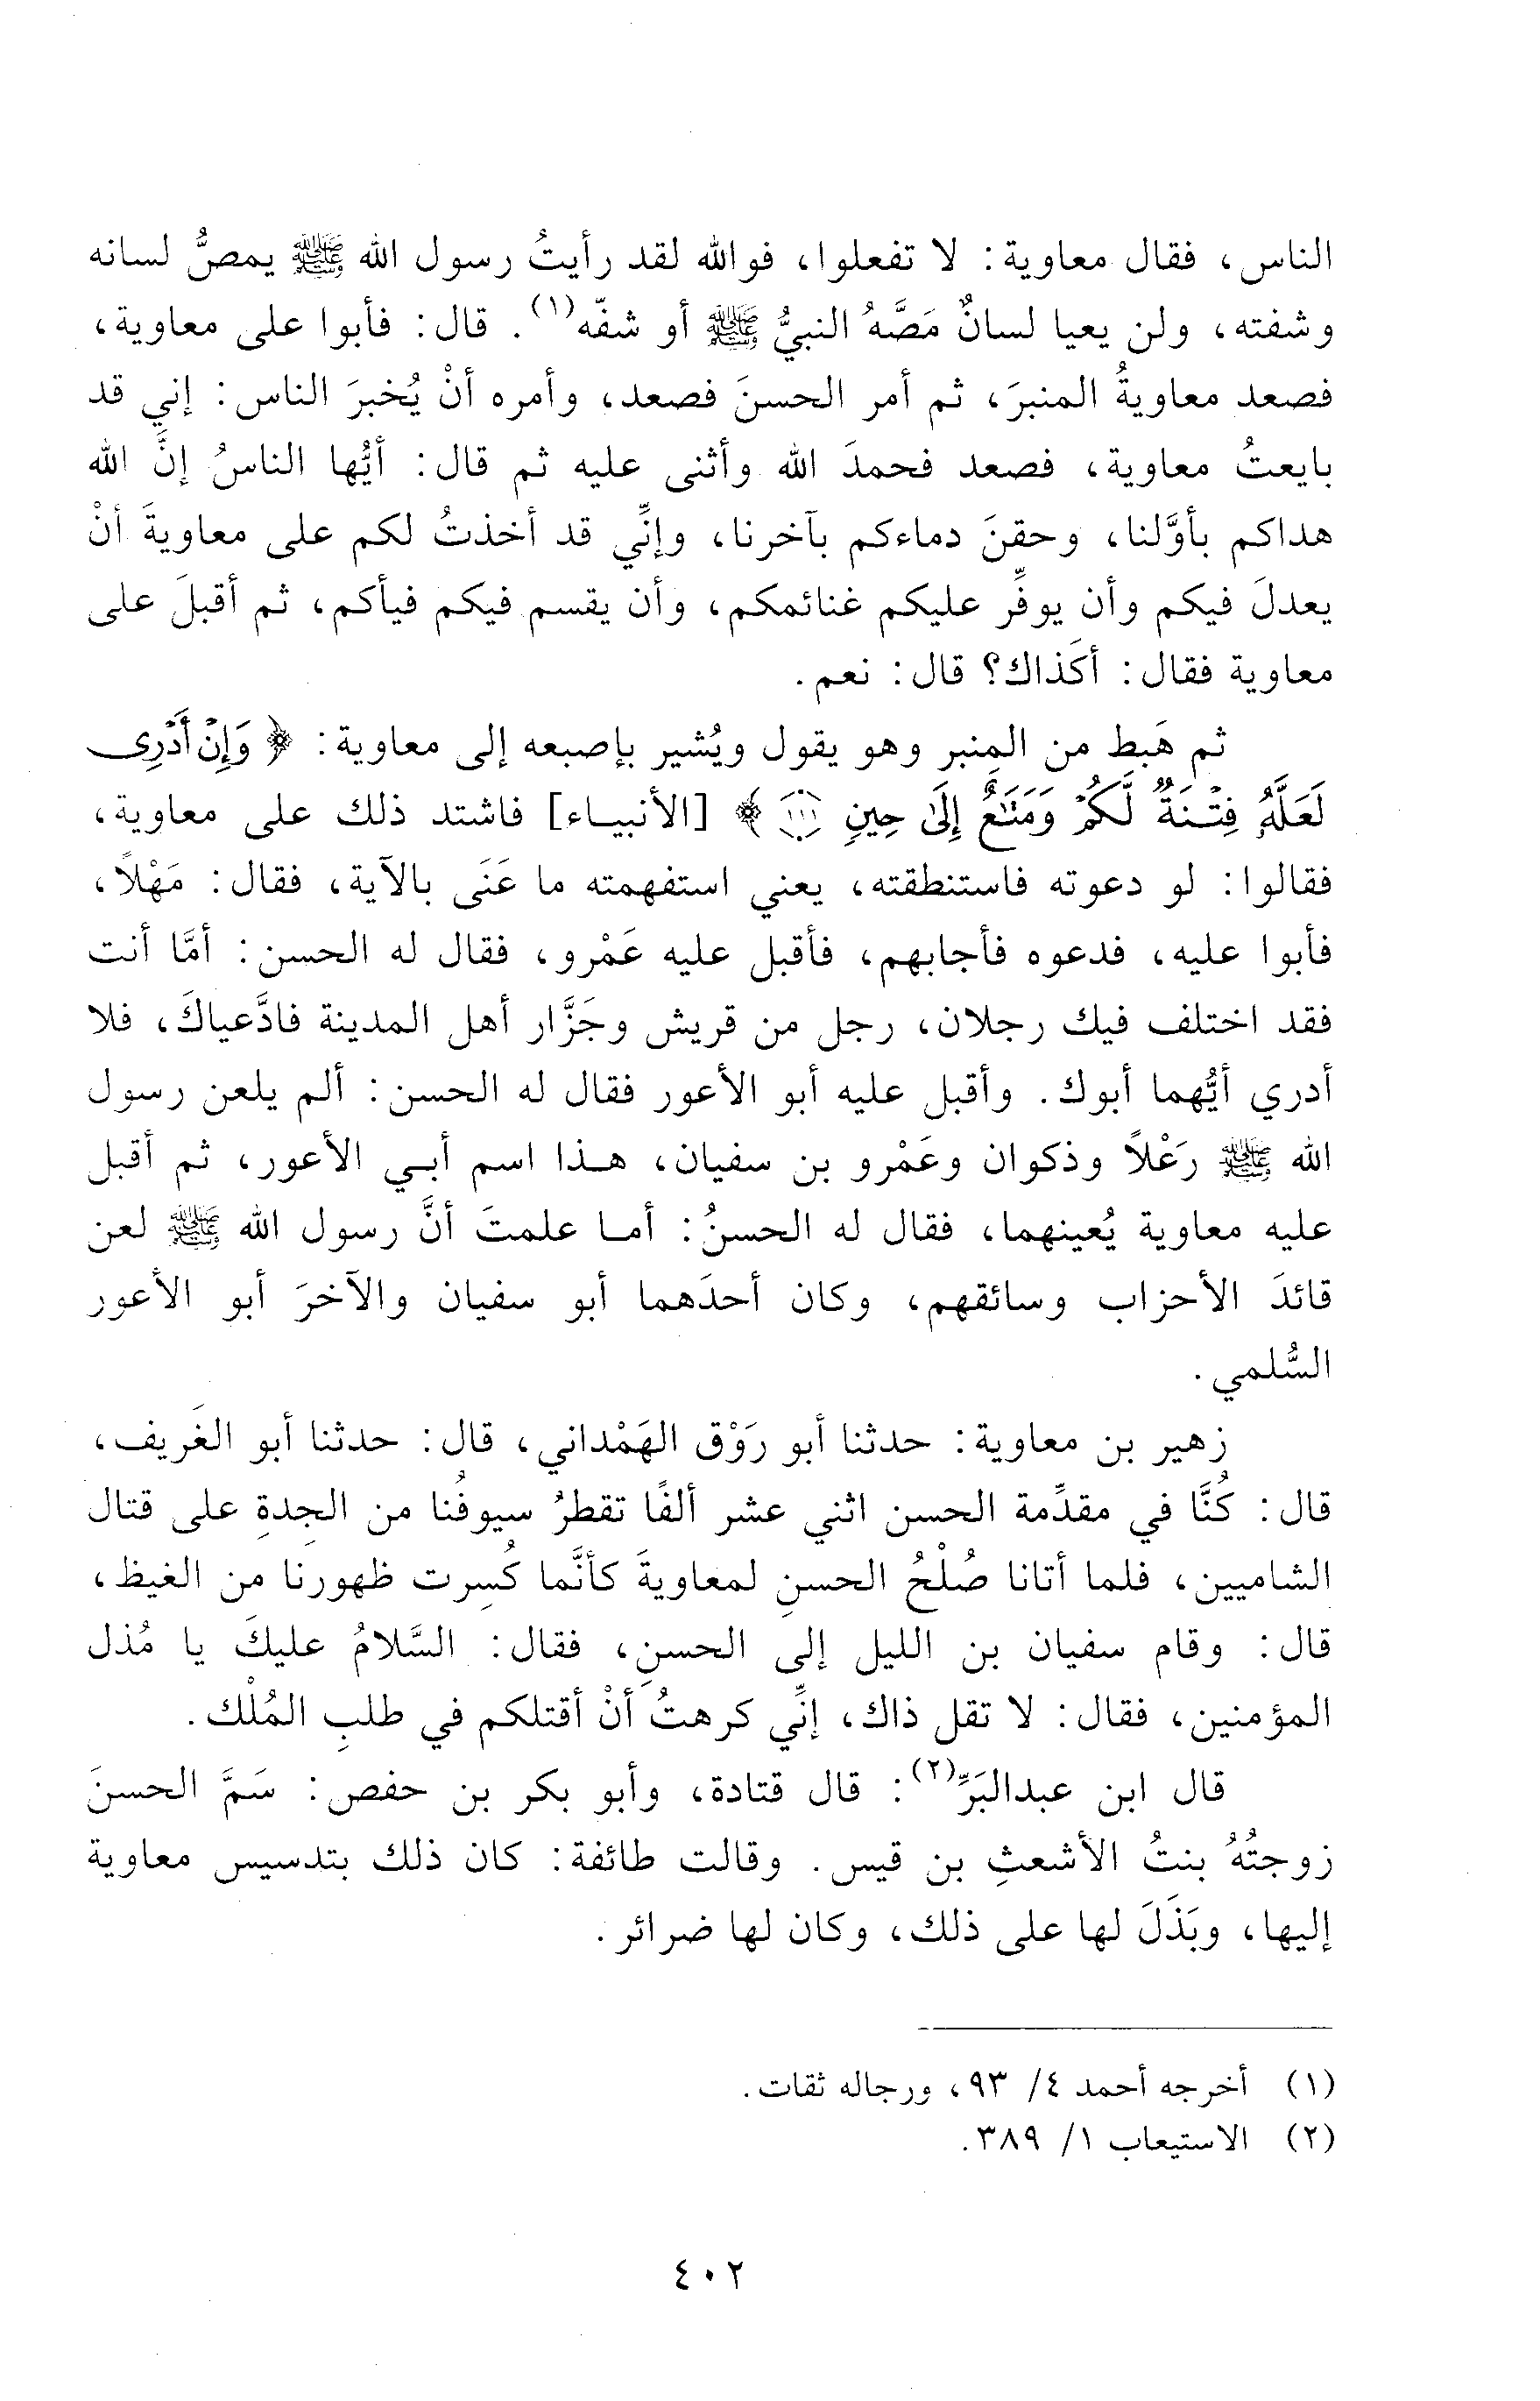 الناس، فقال معاوية: لا تفعلوا، فوالله لقد رأيتُ رسول الله ﷺ يمصُّ لسانه
وشفته، ولن يعيا لسانٌ مَصَّهُ النبيُّ ﷺ أو شفّه(١). قال: فأبوا على معاوية،
فصعد معاويةُ المنبرَ، ثم أمر الحسنَ فصعد، وأمره أنْ يُخبرَ الناس: إني قد
بايعتُ معاوية، فصعد فحمدَ الله وأثنى عليه ثم قال: أيُّها الناسُ إنَّ الله
هداكم بأوَّلنا، وحقنَ دماءكم بآخرنا، وإنِّي قد أخذتُ لكم على معاويةَ أنْ
يعدلَ فيكم وأن يوفِّر عليكم غنائمكم، وأن يقسم فيكم فيأكم، ثم أقبلَ على
معاوية فقال: أكَذاك؟ قال: نعم.
ثم هَبط من المنبر وهو يقول ويُشير بإصبعه إلى معاوية: ﴿ وَإِنْ أَدْرِى
لَعَلَّهُۥ فِتْنَةٌ لَّكُمْ وَمَتَٰعٌ إِلَىٰ حِينٍ ۝١١١ ﴾ [الأنبياء] فاشتد ذلك على معاوية،
فقالوا: لو دعوته فاستنطقته، يعني استفهمته ما عَنَى بالآية، فقال: مَهْلًا،
فأبوا عليه، فدعوه فأجابهم، فأقبل عليه عَمْرو، فقال له الحسن: أمَّا أنت
فقد اختلف فيك رجلان، رجل من قريش وجَزَّار أهل المدينة فادَّعياكَ، فلا
أدري أيُّهما أبوك. وأقبل عليه أبو الأعور فقال له الحسن: ألم يلعن رسول
الله ﷺ رَعْلًا وذكوان وعَمْرو بن سفيان، هذا اسم أبي الأعور، ثم أقبل
عليه معاوية يُعينهما، فقال له الحسنُ: أما علمتَ أنَّ رسول الله ﷺ لعن
قائدَ الأحزاب وسائقهم، وكان أحدَهما أبو سفيان والآخرَ أبو الأعور
السُّلمي.
زهير بن معاوية: حدثنا أبو رَوْق الهَمْداني، قال: حدثنا أبو الغَريف،
قال: كُنَّا في مقدِّمة الحسن اثني عشر ألفًا تقطرُ سيوفُنا من الحِدةِ على قتال
الشاميين، فلما أتانا صُلْحُ الحسنِ لمعاويةَ كأنَّما كُسِرت ظهورنا من الغيظ،
قال: وقام سفيان بن الليل إلى الحسنِ، فقال: السَّلامُ عليكَ يا مُذل
المؤمنين، فقال: لا تقل ذاك، إنِّي كرهتُ أنْ أقتلكم في طلبِ المُلْك.
قال ابن عبدالبَرِّ(٢): قال قتادة، وأبو بكر بن حفص: سَمَّ الحسنَ
زوجتُهُ بنتُ الأشعثِ بن قيس. وقالت طائفة: كان ذلك بتدسيس معاوية
إليها، وبَذَلَ لها على ذلك، وكان لها ضرائر.
(١) أخرجه أحمد ٤/ ٩٣، ورجاله ثقات.
(٢) الاستيعاب ١/ ٣٨٩.
٤٠٢